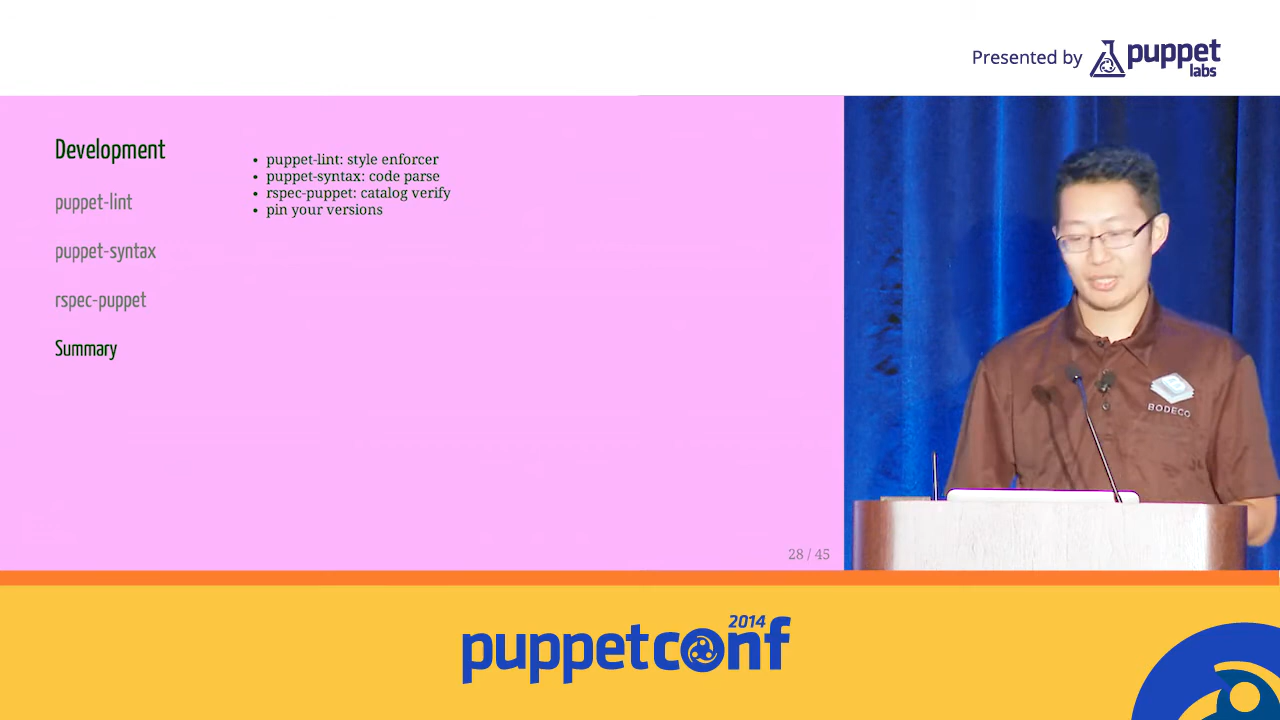 Presented by puppet labs
Development
puppet-lint
puppet-syntax
rspec-puppet
Summary
• puppet-lint: style enforcer
• puppet-syntax: code parse
• rspec-puppet: catalog verify
• pin your versions
28 / 45
BODECO
2014
puppetconf